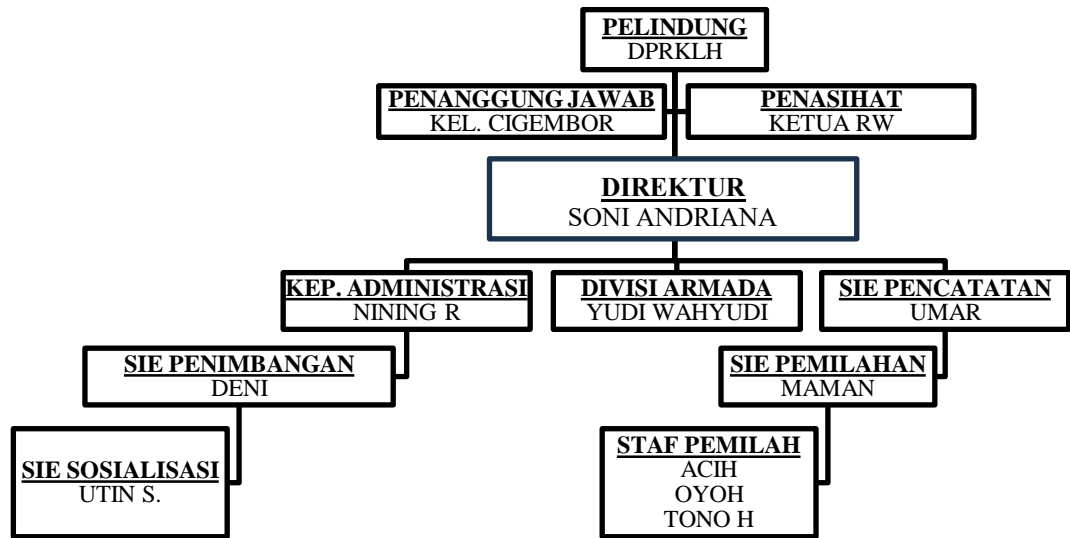 PELINDUNG
DPRKLH
PENANGGUNG JAWAB
KEL. CIGEMBOR
PENASIHAT
KETUA RW
DIREKTUR
SONI ANDRIANA
KEP. ADMINISTRASI
NINING R
DIVISI ARMADA
YUDI WAHYUDI
SIE PENCATATAN
UMAR
SIE PENIMBANGAN
DENI
SIE PEMILAHAN
MAMAN
SIE SOSIALISASI
UTIN S.
STAF PEMILAH
ACIH
OYOH
TONO H